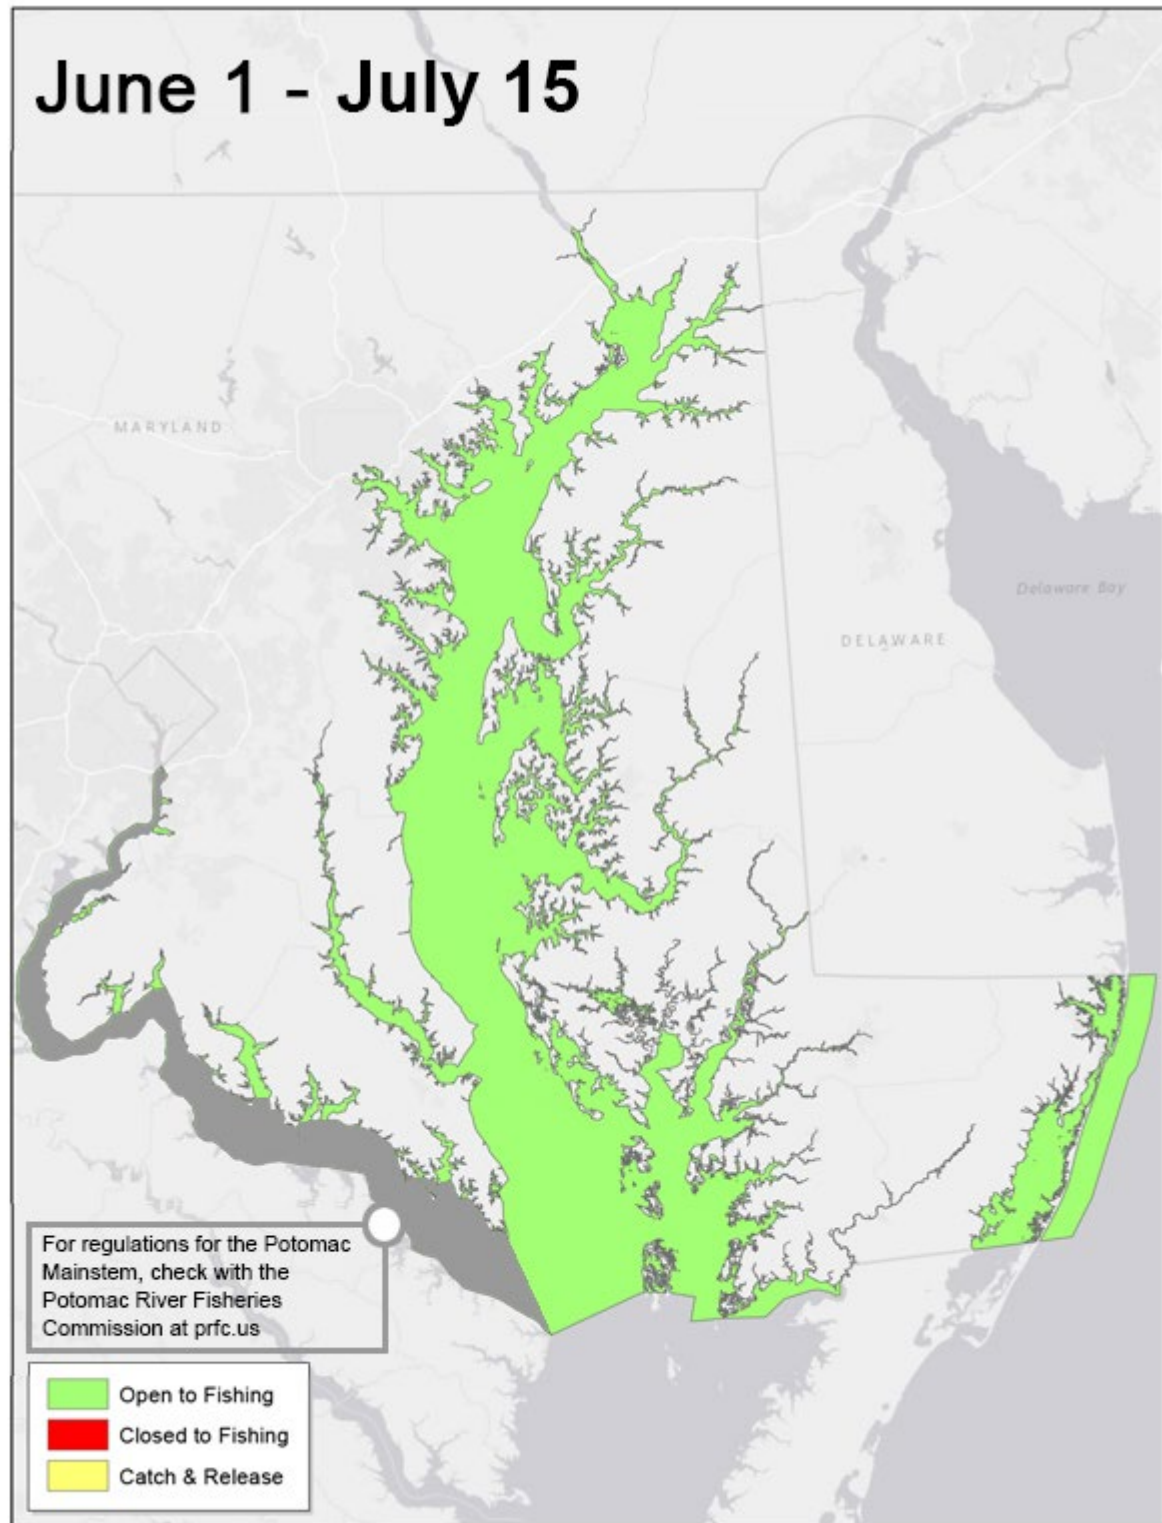 June 1 - July 15
MARYLAND
Delaware Bay
DELAWARE
For regulations for the Potomac
Mainstem, check with the
Potomac River Fisheries
Commission at prfc.us
Open to Fishing
Closed to Fishing
Catch & Release